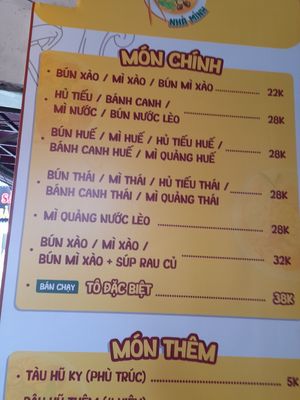 NHÀ MÌNH
MÓN CHÍNH
• BÚN XÀO / MÌ XÀO / BÚN MÌ XÀO 22K
• HỦ TIẾU / BÁNH CANH /
MÌ NƯỚC / BÚN NƯỚC LÈO 28K
• BÚN HUẾ / MÌ HUẾ / HỦ TIẾU HUẾ /
BÁNH CANH HUẾ / MÌ QUẢNG HUẾ 28K
• BÚN THÁI / MÌ THÁI / HỦ TIẾU THÁI /
BÁNH CANH THÁI / MÌ QUẢNG THÁI 28K
• MÌ QUẢNG NƯỚC LÈO 28K
• BÚN XÀO / MÌ XÀO /
BÚN MÌ XÀO + SÚP RAU CỦ 32K
• BÁN CHẠY TÔ ĐẶC BIỆT 38K
MÓN THÊM
• TÀU HŨ KY (PHÙ TRÚC) 5K